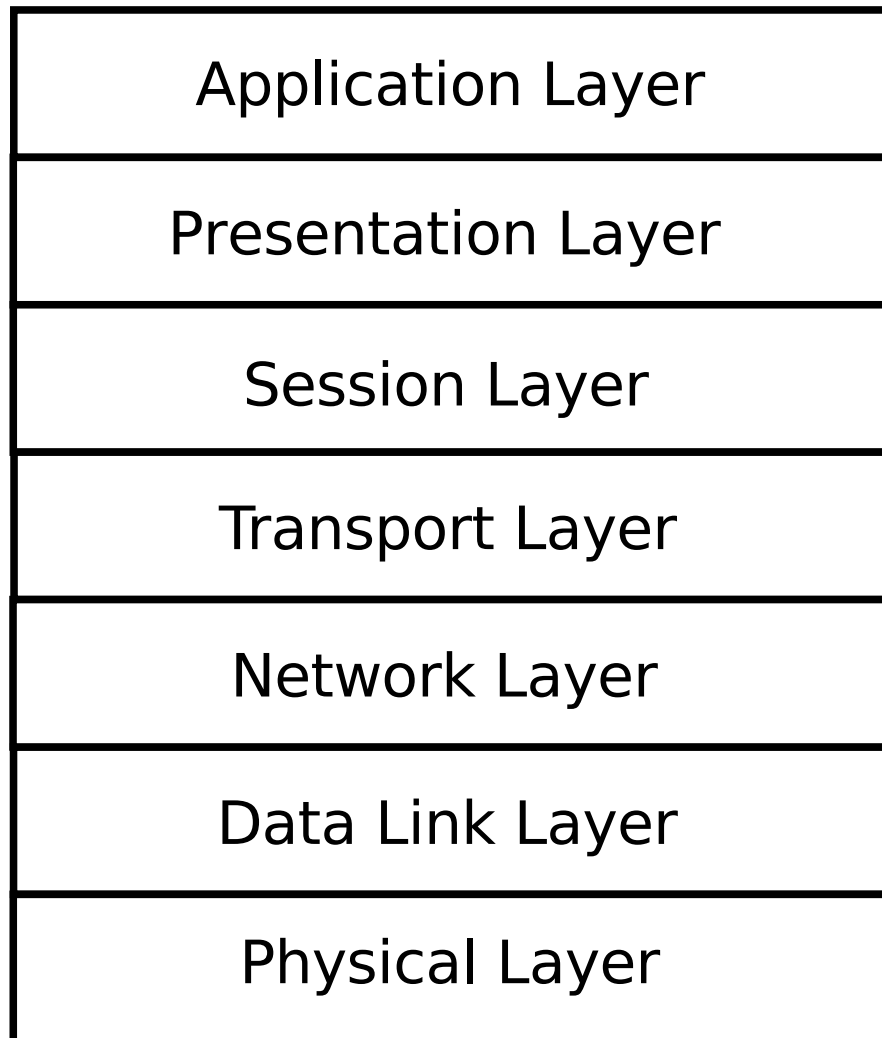 Application Layer
Presentation Layer
Session Layer
Transport Layer
Network Layer
Data Link Layer
Physical Layer